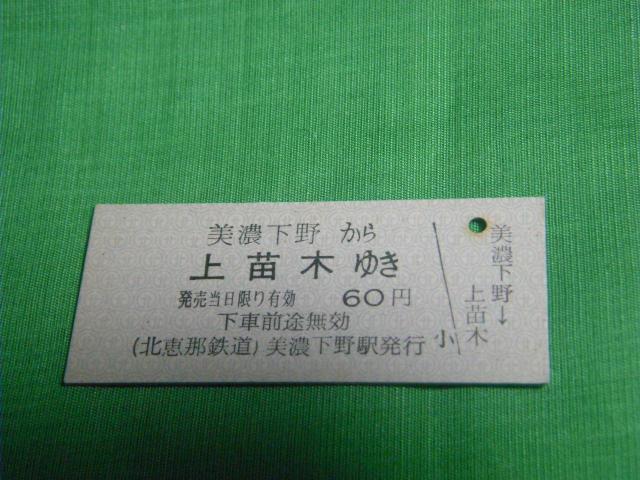 美濃下野から
上苗木ゆき
発売当日限り有効 60円
下車前途無効
(北恵那鉄道)美濃下野駅発行
小
美濃下野→
上苗木